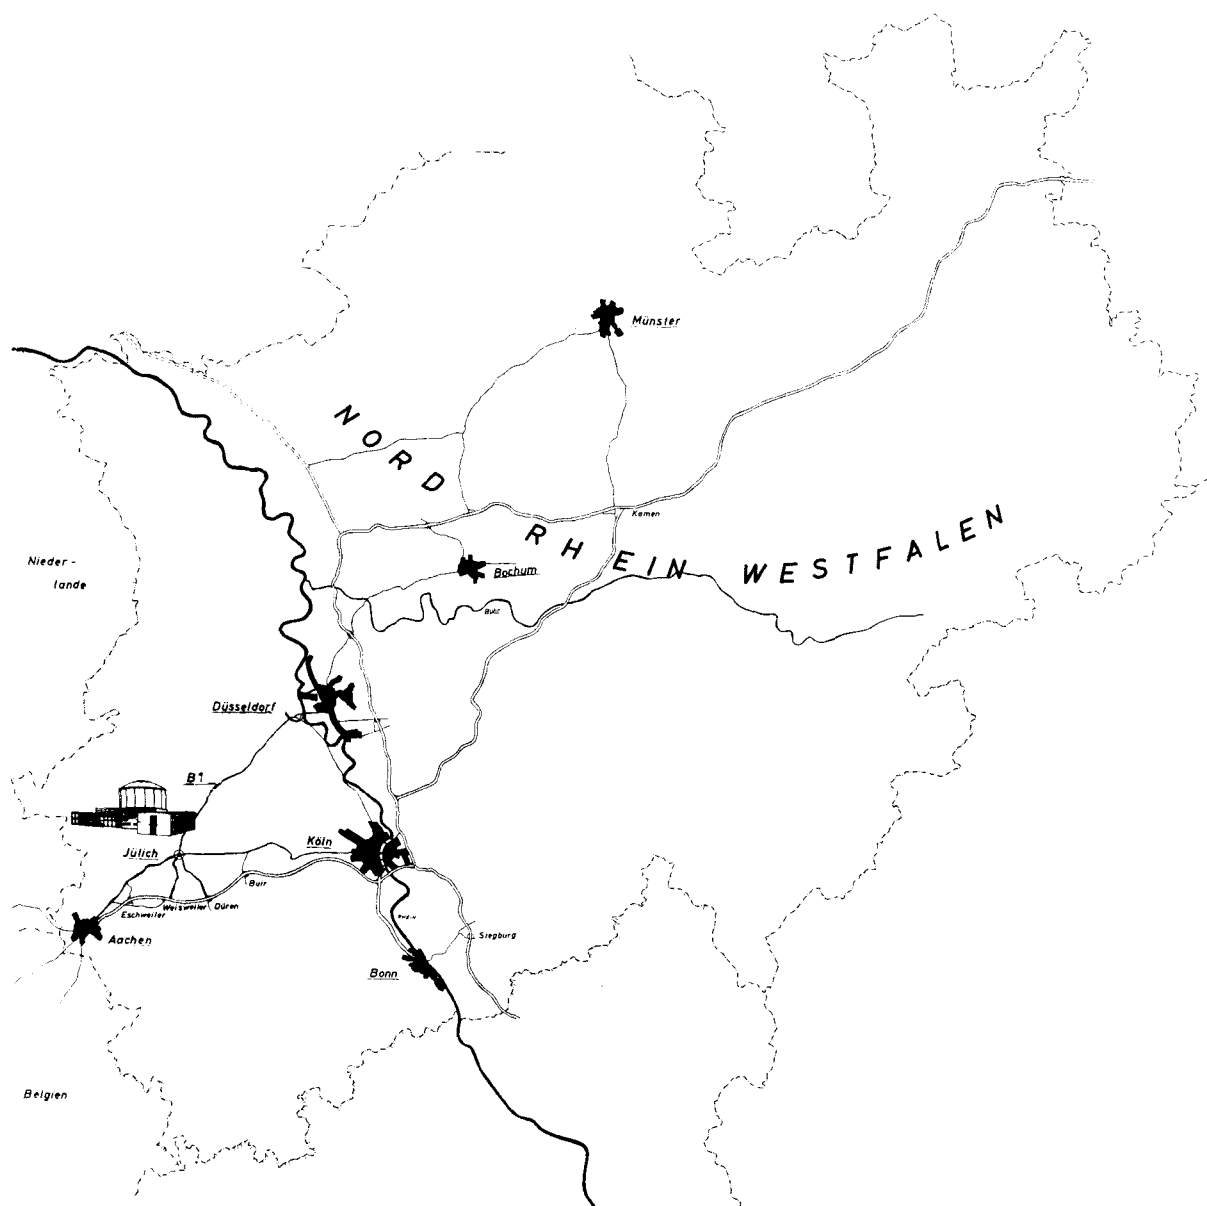 Münster
NORD
RHEIN WESTFALEN
Kamen
Nieder-
lande
Bochum
Ruhr
Düsseldorf
B1
Jülich
Köln
Buir
Eschweiler
Weisweiler
Düren
Aachen
RHEIN
Siegburg
Bonn
Belgien